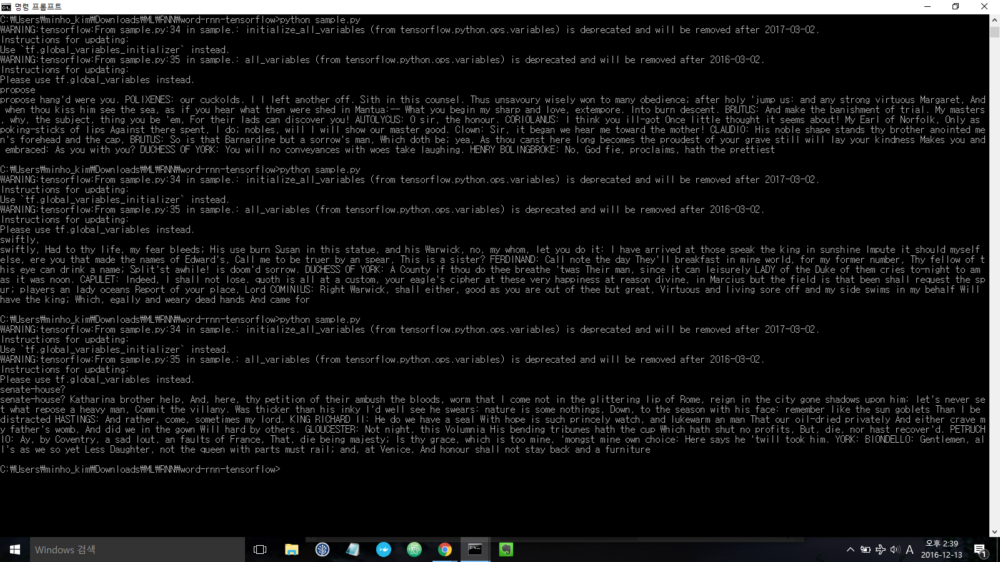 명령 프롬프트
C:₩Users₩minho_kim₩Downloads₩ML₩RNN₩word-rnn-tensorflow>python sample.py
WARNING:tensorflow:From sample.py:34 in sample.: initialize_all_variables (from tensorflow.python.ops.variables) is deprecated and will be removed after 2017-03-02.
Instructions for updating:
Use `tf.global_variables_initializer` instead.
WARNING:tensorflow:From sample.py:35 in sample.: all_variables (from tensorflow.python.ops.variables) is deprecated and will be removed after 2016-03-02.
Instructions for updating:
Please use tf.global_variables instead.
propose
propose hang'd were you. POLIXENES: our cuckolds. I I left another off. Sith in this counsel. Thus unsavoury wisely won to many obedience; after holy 'jump us: and any strong virtuous Margaret, And
 when thou kiss him see the sea, as if you hear what then were shed in Mantua:-- What you begin my sharp and love, extempore. Into burn descent. BRUTUS: And make the banishment of trial. My masters
, why, the subject, thing you be 'em, For their lads can discover you! AUTOLYCUS: O sir, the honour. CORIOLANUS: I think you ill-got Once little thought it seems about! My Earl of Norfolk, Only as
poking-sticks of lips Against there spent, I do; nobles, will I will show our master good. Clown: Sir, it began we hear me toward the mother! CLAUDIO: His noble shape stands thy brother anointed me
n's forehead and the cap, BRUTUS: So is that Barnardine but a sorrow's man, Which doth be; yea, As thou canst here long becomes the proudest of your grave still will lay your kindness Makes you and
 embraced: As you with you? DUCHESS OF YORK: You will no conveyances with woes take laughing. HENRY BOLINGBROKE: No, God fie, proclaims, hath the prettiest
C:₩Users₩minho_kim₩Downloads₩ML₩RNN₩word-rnn-tensorflow>python sample.py
WARNING:tensorflow:From sample.py:34 in sample.: initialize_all_variables (from tensorflow.python.ops.variables) is deprecated and will be removed after 2017-03-02.
Instructions for updating:
Use `tf.global_variables_initializer` instead.
WARNING:tensorflow:From sample.py:35 in sample.: all_variables (from tensorflow.python.ops.variables) is deprecated and will be removed after 2016-03-02.
Instructions for updating:
Please use tf.global_variables instead.
swiftly,
swiftly, Had to thy life, my fear bleeds; His use burn Susan in this statue, and his Warwick, no, my whom, let you do it: I have arrived at those speak the king in sunshine Impute it should myself
else, ere you that made the names of Edward's, Call me to be truer by an spear, This is a sister? FERDINAND: Call note the day They'll breakfast in mine world, for my former number, Thy fellow of t
his eye can drink a name; Split'st awhile! is doom'd sorrow. DUCHESS OF YORK: A County if thou do thee breathe 'twas Their man, since it can leisurely LADY of the Duke of them cries to-night to am
as it was noon. CAPULET: Indeed, I shall not lose. quoth is all at a custom, your eagle's cipher at these very happiness at reason divine, in Marcius but the field is that been shall request the sp
ur; players an lady oceans Report of your place, Lord COMINIUS: Right Warwick, shall either, good as you are out of thee but great, Virtuous and living sore off and my side swims in my behalf Will
have the king; Which, egally and weary dead hands And came for
C:₩Users₩minho_kim₩Downloads₩ML₩RNN₩word-rnn-tensorflow>python sample.py
WARNING:tensorflow:From sample.py:34 in sample.: initialize_all_variables (from tensorflow.python.ops.variables) is deprecated and will be removed after 2017-03-02.
Instructions for updating:
Use `tf.global_variables_initializer` instead.
WARNING:tensorflow:From sample.py:35 in sample.: all_variables (from tensorflow.python.ops.variables) is deprecated and will be removed after 2016-03-02.
Instructions for updating:
Please use tf.global_variables instead.
senate-house?
senate-house? Katharina brother help, And, here, thy petition of their ambush the bloods, worm that I come not in the glittering lip of Rome, reign in the city gone shadows upon him: let's never se
t what repose a heavy man, Commit the villany. Was thicker than his inky I'd well see he swears: nature is some nothings, Down, to the season with his face: remember like the sun goblets Than I be
distracted HASTINGS: And rather, come, sometimes my lord. KING RICHARD II: He do we have a seal With hope is such princely watch, and lukewarm an man That our oil-dried privately And either crave m
y father's womb, And did we in the gown Will hard by others. GLOUCESTER: Not night, this Volumnia His bending tribunes hath the cup Which hath shut no profits, But, die, nor hast recover'd. PETRUCH
IO: Ay, by Coventry, a sad lout, an faults of France, That, die being majesty; Is thy grace, which is too mine, 'mongst mine own choice: Here says he 'twill took him. YORK: BIONDELLO: Gentlemen, al
l's as we so yet Less Daughter, not the queen with parts must rail; and, at Venice, And honour shall not stay back and a furniture
C:₩Users₩minho_kim₩Downloads₩ML₩RNN₩word-rnn-tensorflow>
Windows 검색
A
오후 2:39
2016-12-13
1